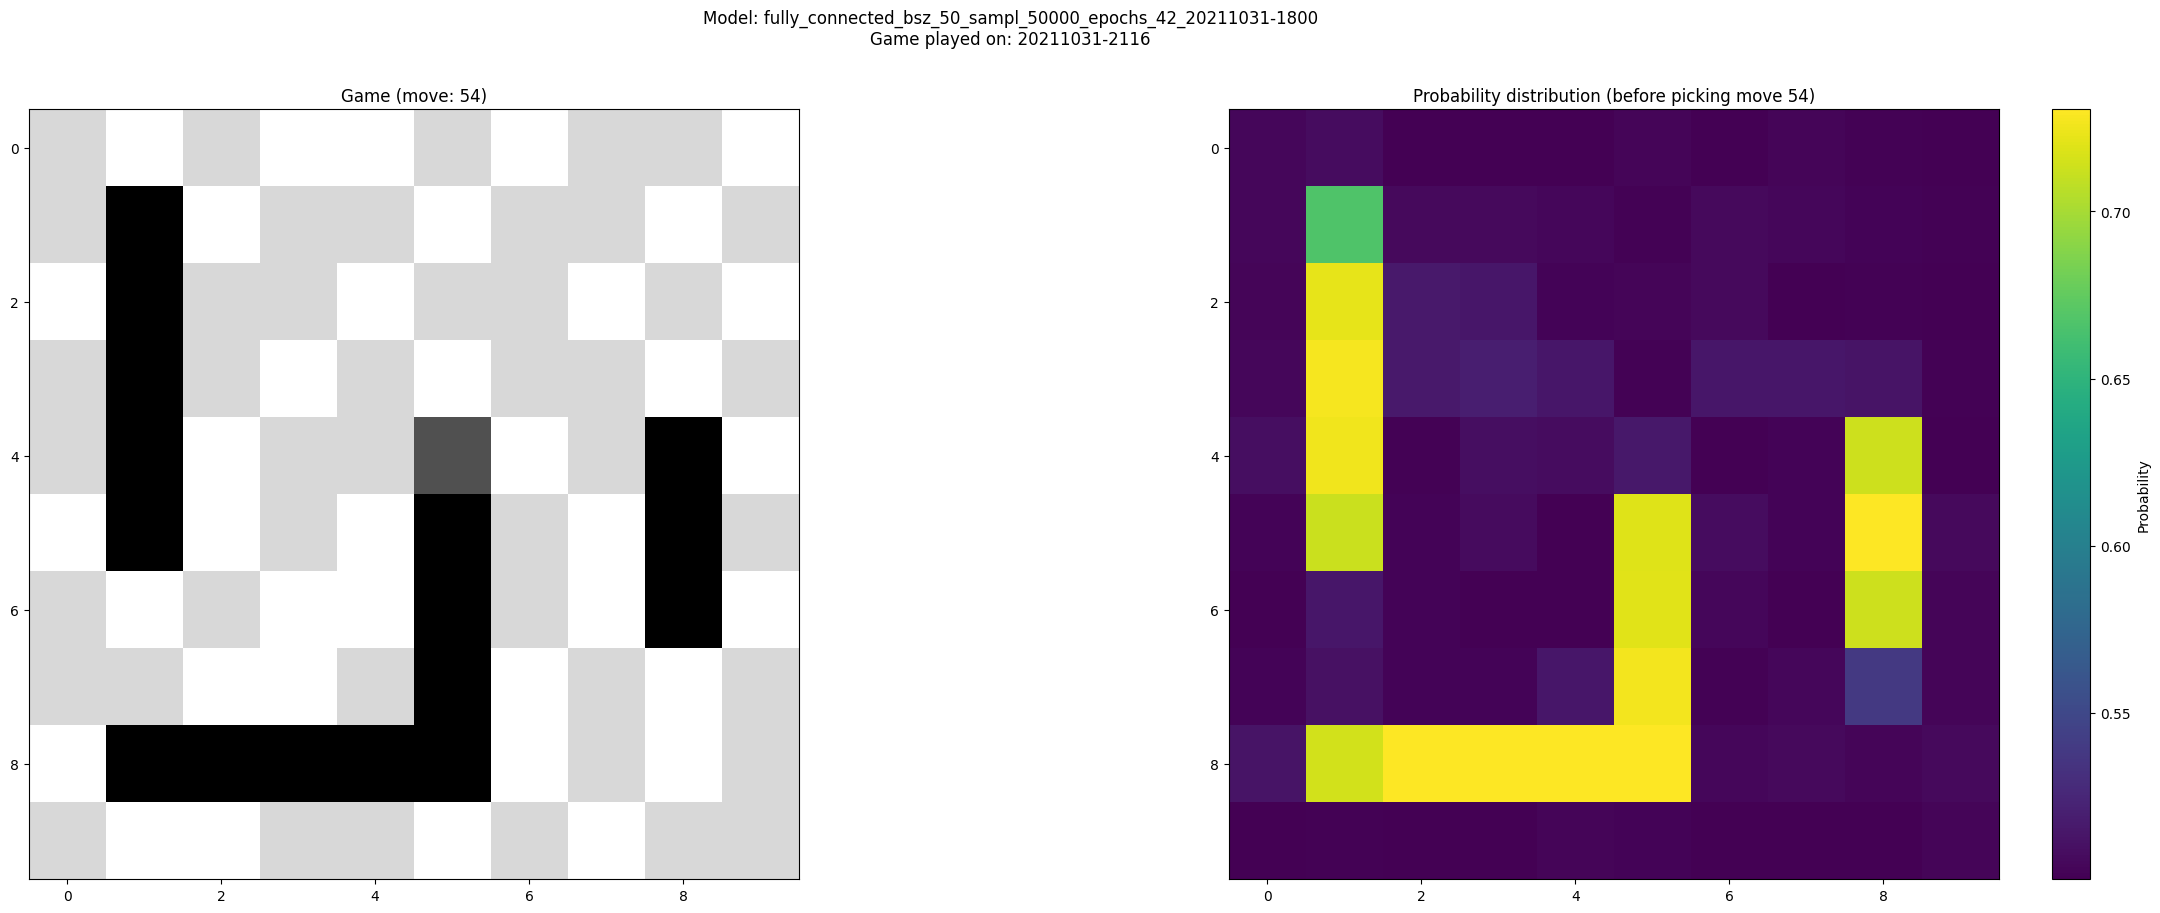 Model: fully_connected_bsz_50_sampl_50000_epochs_42_20211031-1800
Game played on: 20211031-2116
Game (move: 54)
0
2
4
6
8
0 2 4 6 8
Probability distribution (before picking move 54)
0
2
4
6
8
0 2 4 6 8
0.70
0.65
0.60
0.55
Probability